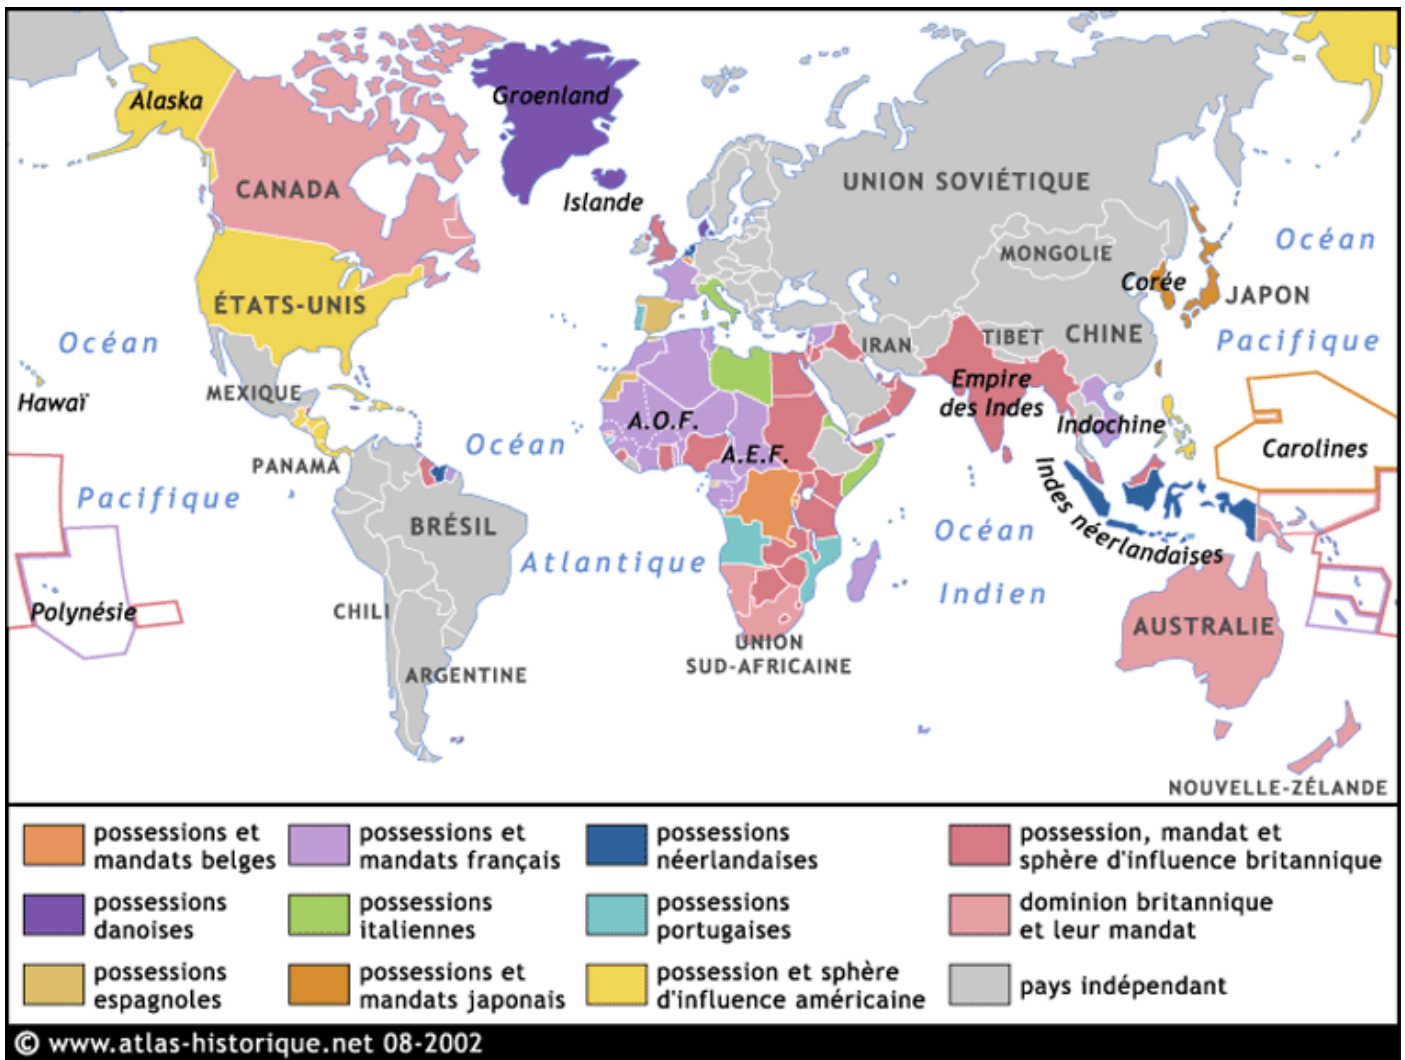 Alaska
Groenland
CANADA
Islande
UNION SOVIÉTIQUE
Océan
MONGOLIE
Corée
JAPON
ÉTATS-UNIS
Océan
IRAN
TIBET
CHINE
Pacifique
Hawaï
MEXIQUE
Empire
des Indes
A.O.F.
Indochine
Océan
A.E.F.
Carolines
PANAMA
Pacifique
BRÉSIL
Indes néerlandaises
Océan
Atlantique
Indien
Polynésie
CHILI
AUSTRALIE
UNION
SUD-AFRICAINE
ARGENTINE
NOUVELLE-ZÉLANDE
possessions et
mandats belges
possessions et
mandats français
possessions
néerlandaises
possession, mandat et
sphère d'influence britannique
possessions
danoises
possessions
italiennes
possessions
portugaises
dominion britannique
et leur mandat
possessions
espagnoles
possessions et
mandats japonais
possession et sphère
d'influence américaine
pays indépendant
© www.atlas-historique.net 08-2002